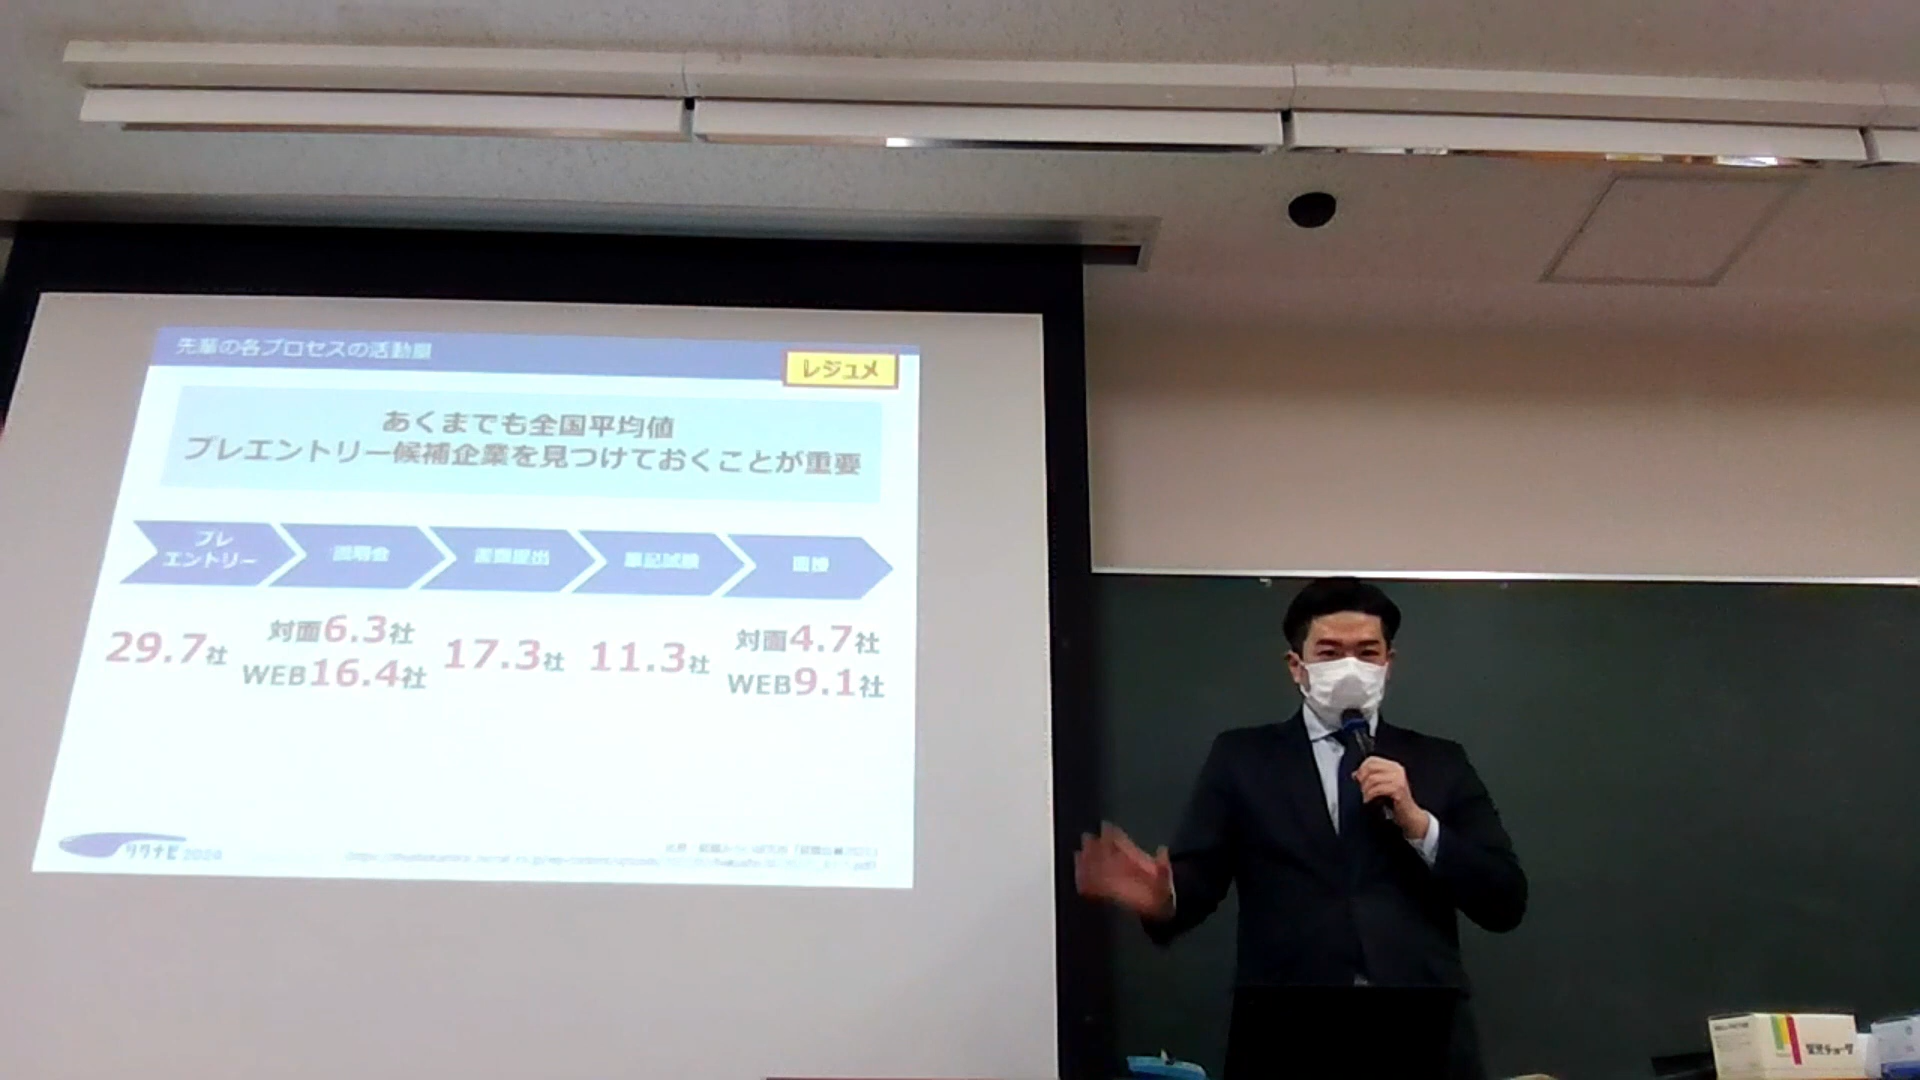 先輩の各プロセスの活動量
レジュメ
あくまでも全国平均値
プレエントリー候補企業を見つけておくことが重要
プレ
エントリー
説明会
書類提出
筆記試験
面接
29.7社
対面6.3社
WEB16.4社
17.3社
11.3社
対面4.7社
WEB9.1社
リクナビ2024